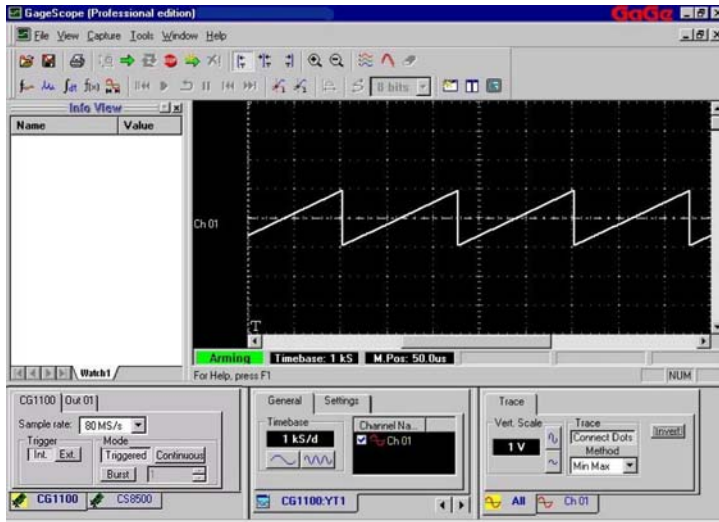 GageScope (Professional edition)
GaGe
File View Capture Tools Window Help
8 bits
Info View
Name Value
Ch 01
T
Arming Timebase: 1 kS M.Pos: 50.0us
Watch1
For Help, press F1
NUM
CG1100 Out 01
Sample rate: 80 MS/s
Trigger Mode
Int. Ext. Triggered Continuous
Burst 1
CG1100 CS8500
General Settings
Timebase
1 kS/d
Channel Na...
Ch 01
CG1100:YT1
Trace
Vert. Scale
1 V
Trace
Connect Dots
Method
Min Max
Invert
All Ch 01